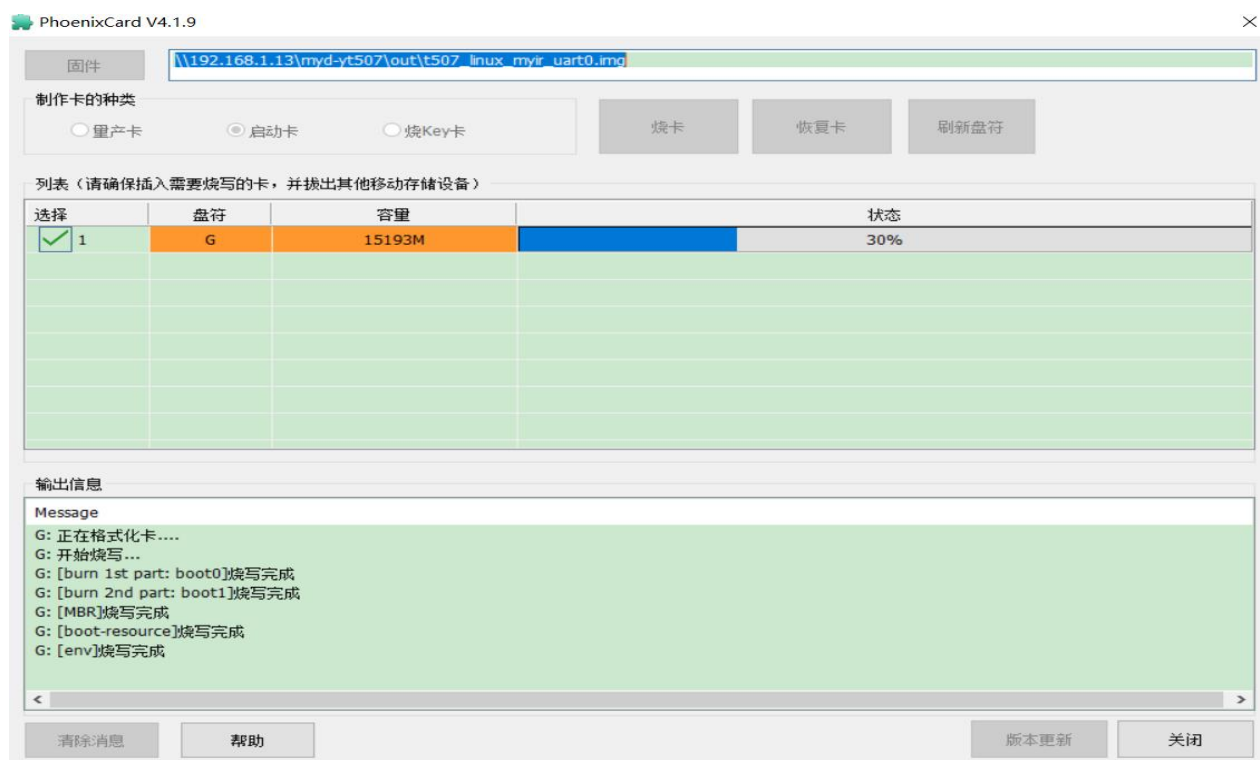 PhoenixCard V4.1.9
固件 \\192.168.1.13\myd-yt507\out\t507_linux_myir_uart0.img
制作卡的种类
量产卡 启动卡 烧Key卡 烧卡 恢复卡 刷新盘符
列表（请确保插入需要烧写的卡，并拔出其他移动存储设备）
选择 盘符 容量 状态
1 G 15193M 30%
输出信息
Message
G: 正在格式化卡....
G: 开始烧写...
G: [burn 1st part: boot0]烧写完成
G: [burn 2nd part: boot1]烧写完成
G: [MBR]烧写完成
G: [boot-resource]烧写完成
G: [env]烧写完成
清除消息 帮助 版本更新 关闭